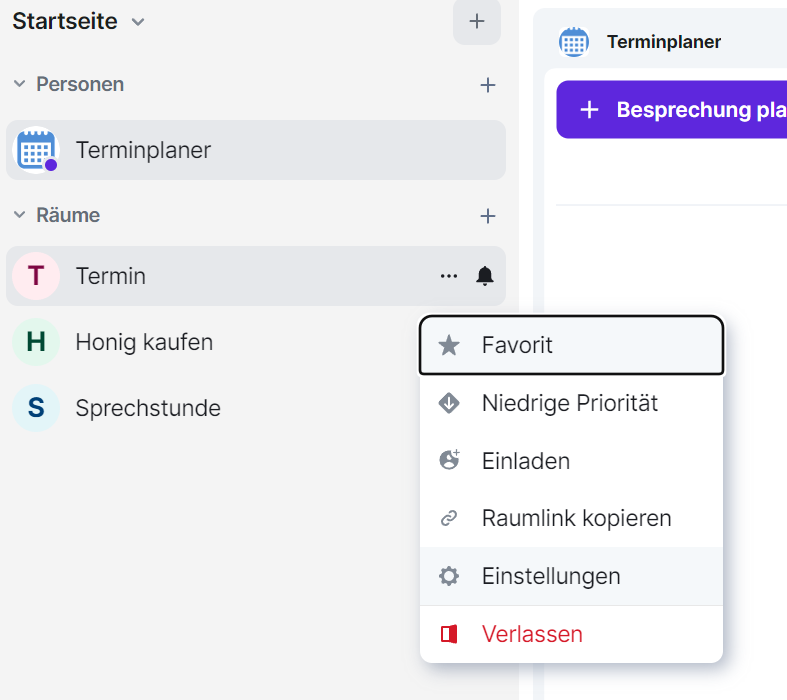 Startseite
Personen
Terminplaner
Räume
T Termin
H Honig kaufen
S Sprechstunde
Terminplaner
Besprechung pla
Favorit
Niedrige Priorität
Einladen
Raumlink kopieren
Einstellungen
Verlassen